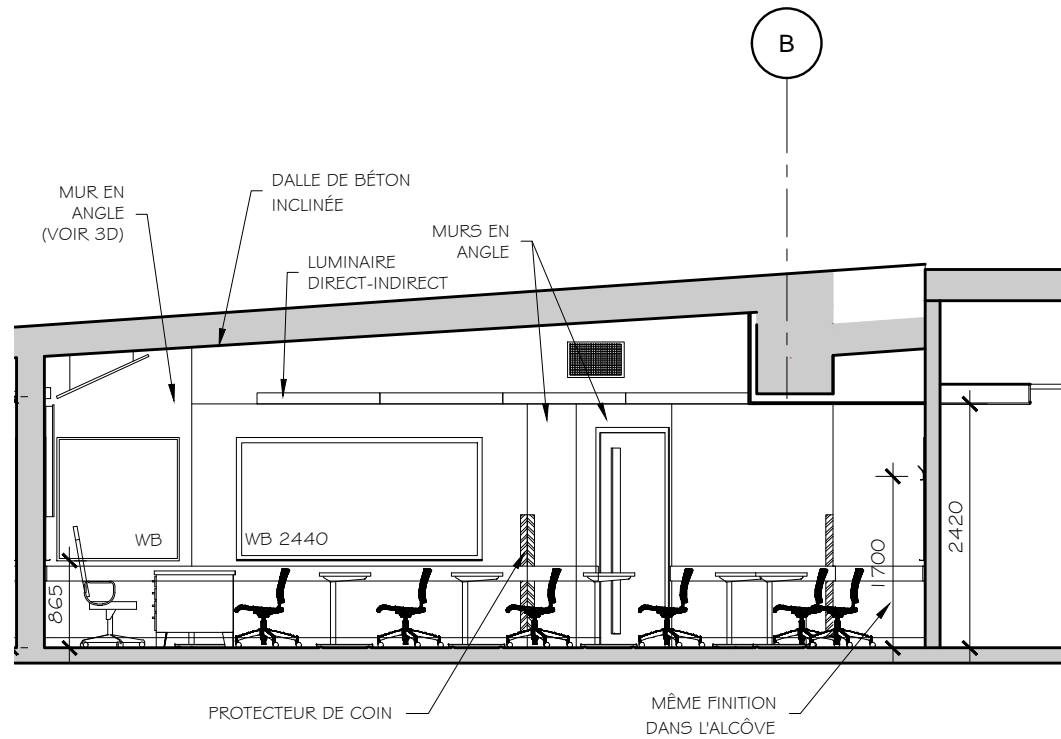 B
DALLE DE BÉTON
INCLINÉE
MUR EN
ANGLE
(VOIR 3D)
MURS EN
ANGLE
LUMINAIRE
DIRECT-INDIRECT
WB
WB 2440
865
1700
2420
PROTECTEUR DE COIN
MÊME FINITION
DANS L'ALCÔVE